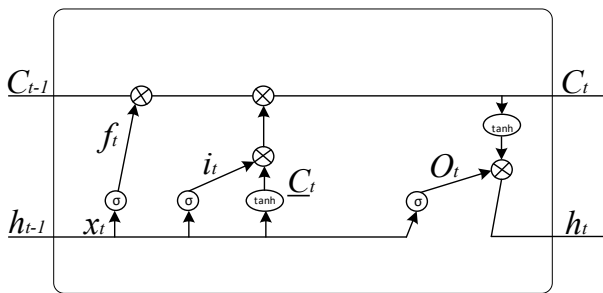 C_{t-1} C_t
tanh
f_t i_t O_t
C_t
σ σ tanh σ
h_{t-1} x_t h_t